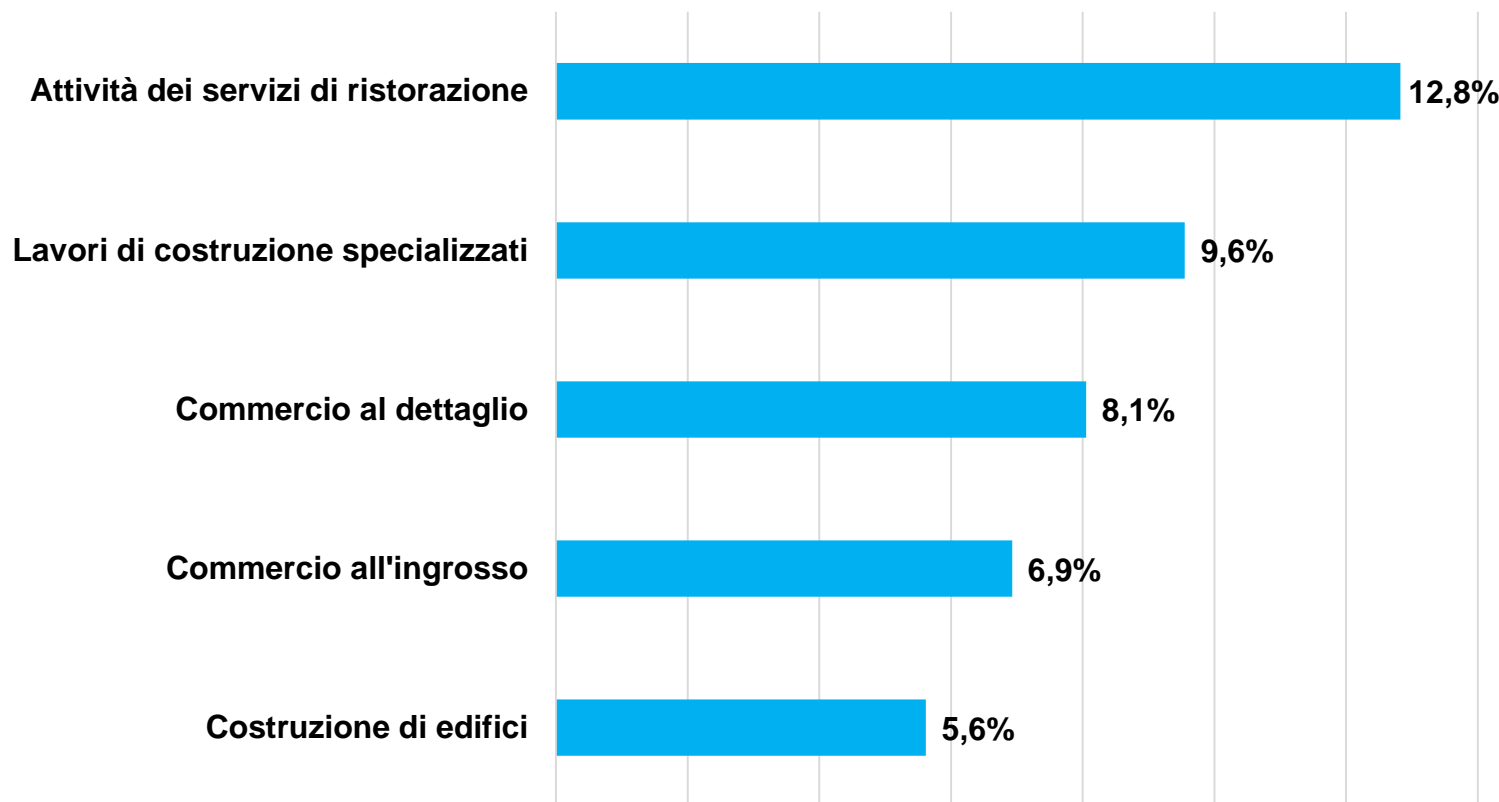 Attività dei servizi di ristorazione 12,8%
Lavori di costruzione specializzati 9,6%
Commercio al dettaglio 8,1%
Commercio all'ingrosso 6,9%
Costruzione di edifici 5,6%